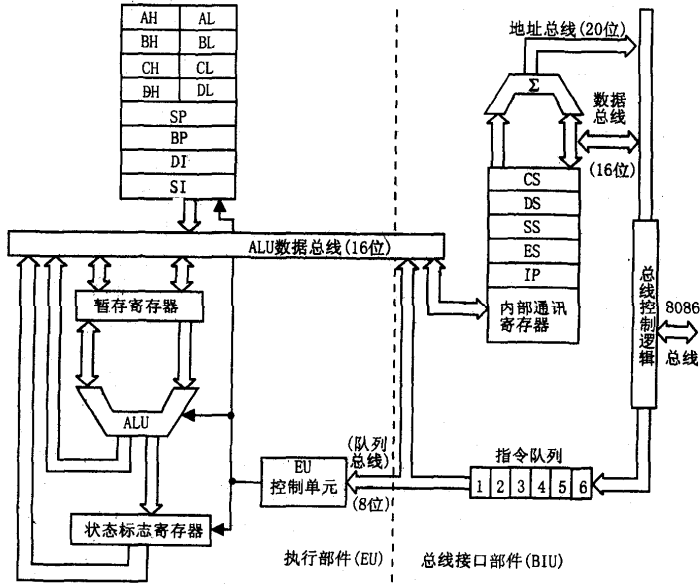 AH AL
BH BL
CH CL
DH DL
SP
BP
DI
SI
ALU数据总线(16位)
暂存寄存器
ALU
状态标志寄存器
EU
控制单元
(队列
总线)
(8位)
执行部件(EU)
地址总线(20位)
Σ
数据
总线
(16位)
CS
DS
SS
ES
IP
内部通讯
寄存器
总线控制逻辑
8086
总线
指令队列
1 2 3 4 5 6
总线接口部件(BIU)